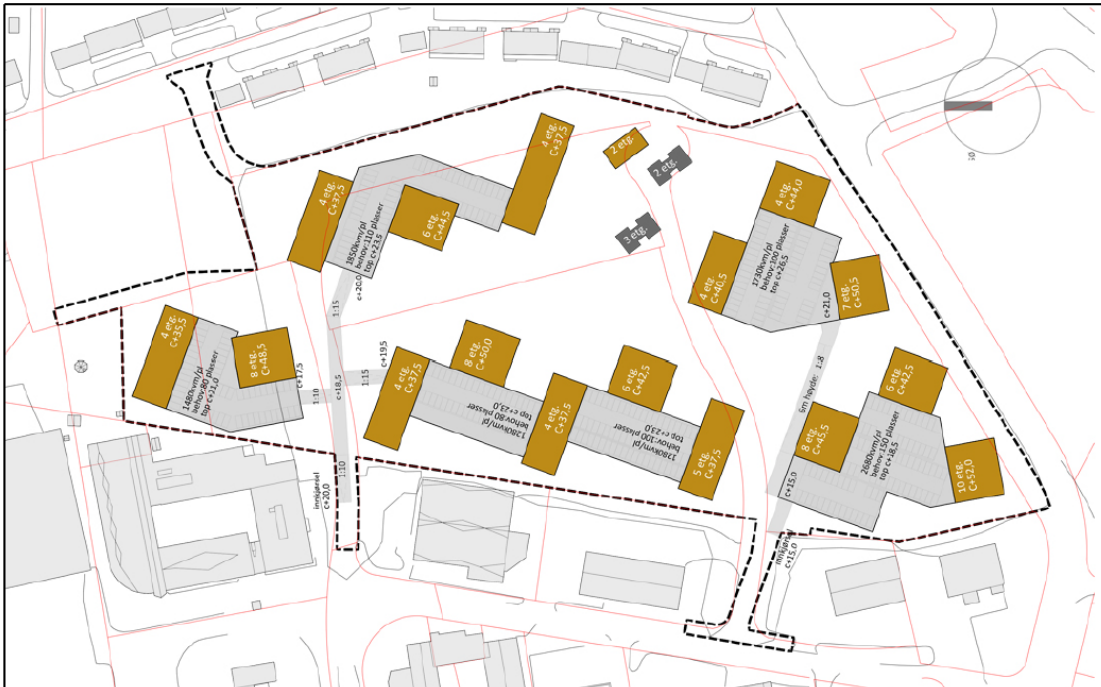 4 etg.
C+37,5
2 etg.
2 etg.
3 etg.
4 etg.
C+37,5
6 etg.
C+44,5
1850kvm/pl
behov:110 plasser
top c+23,5
c+20,0
1:15
4 etg.
C+44,0
4 etg.
C+40,5
1730kvm/pl
behov:100 plasser
top c+26,5
7 etg.
C+50,5
c+21,0
4 etg.
C+35,5
8 etg.
C+48,5
1480kvm/pl
behov:80 plasser
top c+21,0
c+17,5
1:10
c+18,5
1:15
c+19,5
4 etg.
C+37,5
8 etg.
C+50,0
1280kvm/pl
behov:80 plasser
top c+23,0
4 etg.
C+37,5
6 etg.
C+42,5
1280kvm/pl
behov:100 plasser
top c+23,0
5 etg.
C+37,5
1:10
innkjørsel
c+20,0
5m høyde
1:8
6 etg.
C+42,5
8 etg.
C+45,5
2680kvm/pl
behov:150 plasser
top c+18,5
10 etg.
C+52,0
c+15,0
innkjørsel
c+15,0